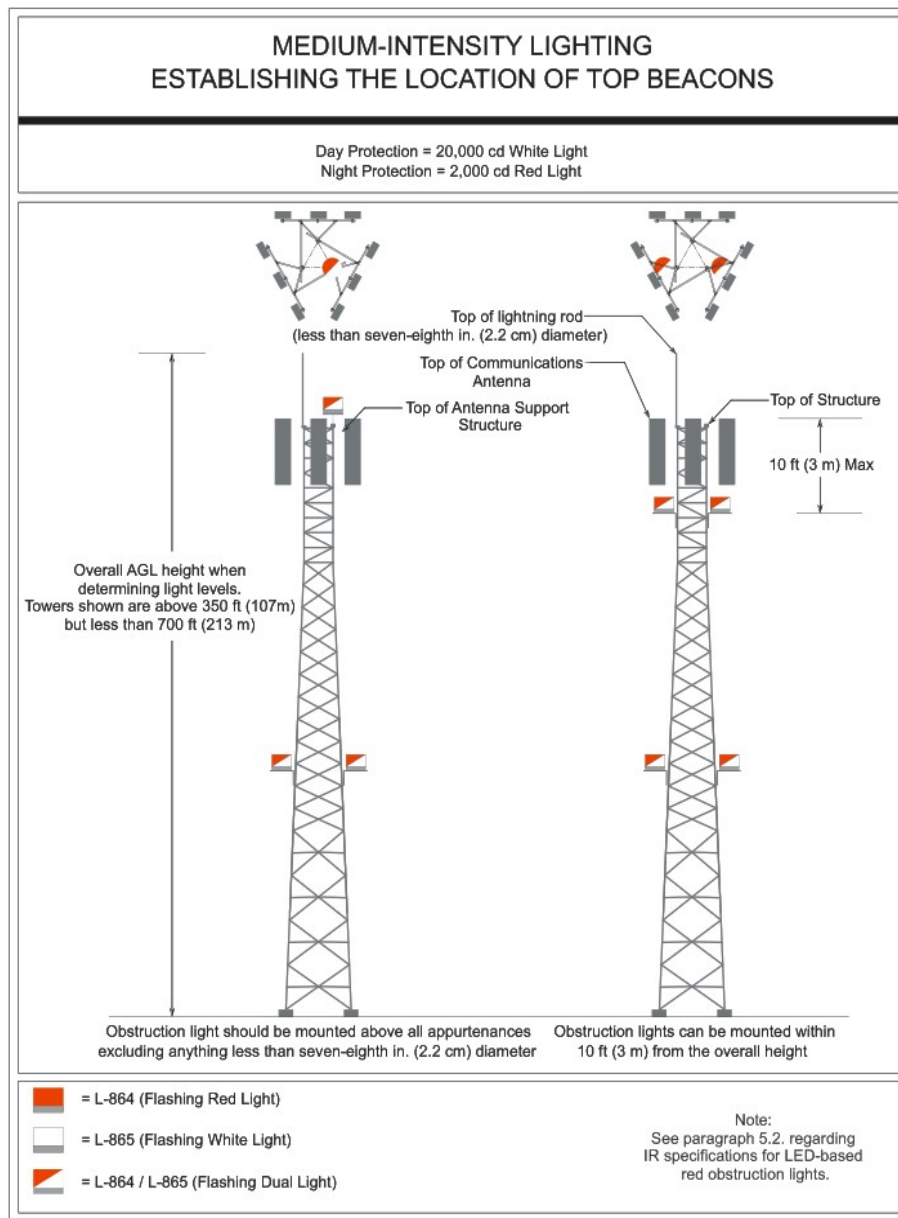 MEDIUM-INTENSITY LIGHTING
ESTABLISHING THE LOCATION OF TOP BEACONS
Day Protection = 20,000 cd White Light
Night Protection = 2,000 cd Red Light
Top of lightning rod
(less than seven-eighth in. (2.2 cm) diameter)
Top of Communications
Antenna
Top of Antenna Support
Structure
Top of Structure
10 ft (3 m) Max
Overall AGL height when
determining light levels.
Towers shown are above 350 ft (107m)
but less than 700 ft (213 m)
Obstruction light should be mounted above all appurtenances
excluding anything less than seven-eighth in. (2.2 cm) diameter
Obstruction lights can be mounted within
10 ft (3 m) from the overall height
= L-864 (Flashing Red Light)
= L-865 (Flashing White Light)
= L-864 / L-865 (Flashing Dual Light)
Note:
See paragraph 5.2. regarding
IR specifications for LED-based
red obstruction lights.